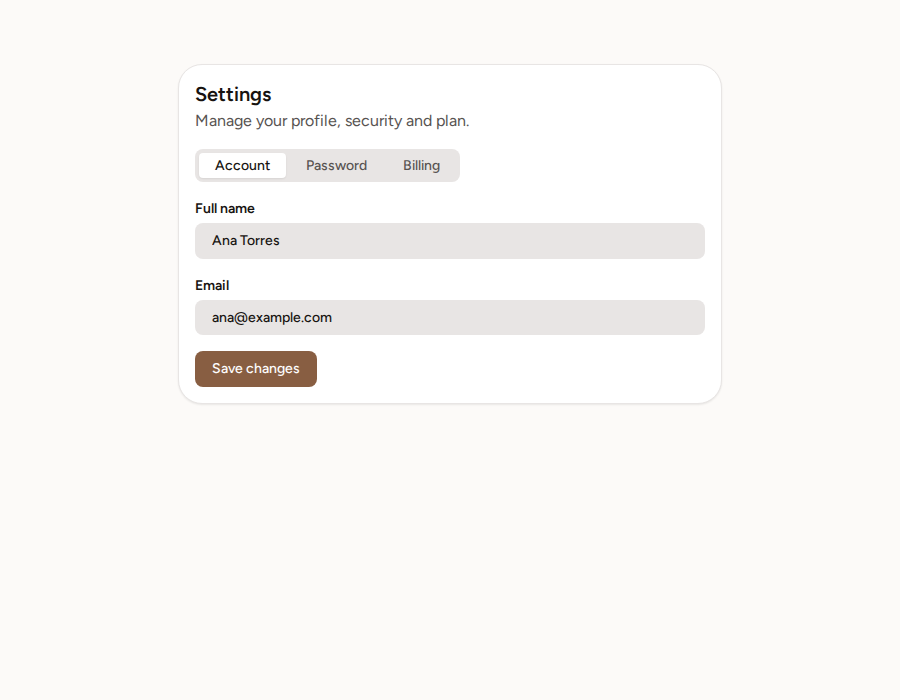 Settings
Manage your profile, security and plan.
Account Password Billing
Full name
Ana Torres
Email
ana@example.com
Save changes